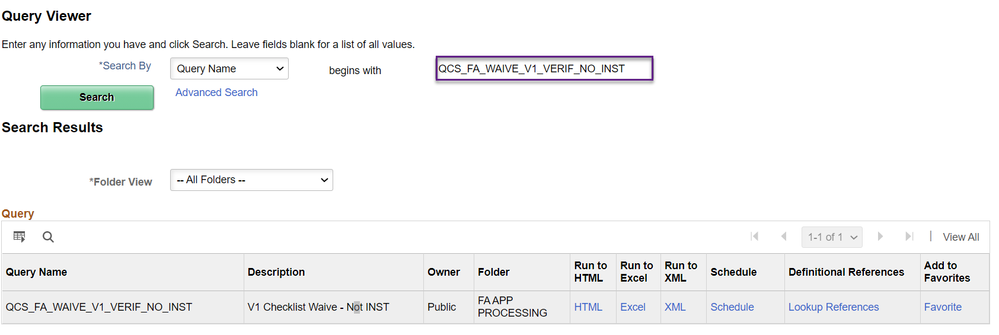 Query Viewer
Enter any information you have and click Search. Leave fields blank for a list of all values.
*Search By Query Name begins with QCS_FA_WAIVE_V1_VERIF_NO_INST
Search Advanced Search
Search Results
*Folder View -- All Folders --
Query
1-1 of 1 | View All
Query Name Description Owner Folder Run to HTML Run to Excel Run to XML Schedule Definitional References Add to Favorites
QCS_FA_WAIVE_V1_VERIF_NO_INST V1 Checklist Waive - Not INST Public FA APP PROCESSING HTML Excel XML Schedule Lookup References Favorite